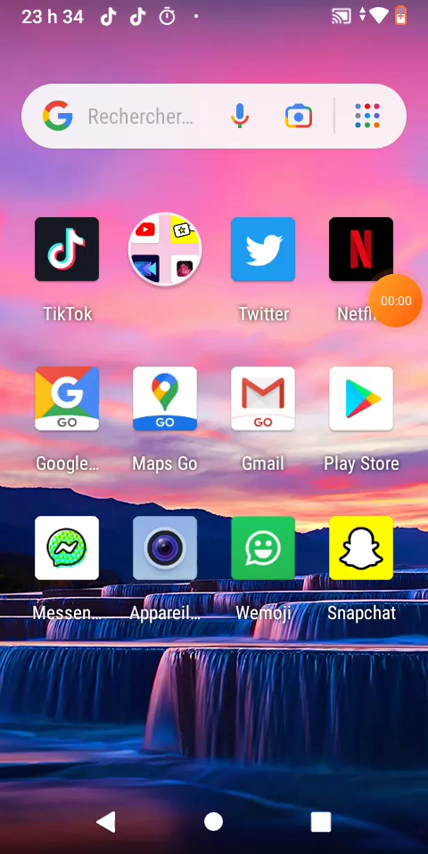 23 h 34
Rechercher…
TikTok
Twitter
Netfl
00:00
GO
GO
GO
Google…
Maps Go
Gmail
Play Store
Messen…
Appareil…
Wemoji
Snapchat